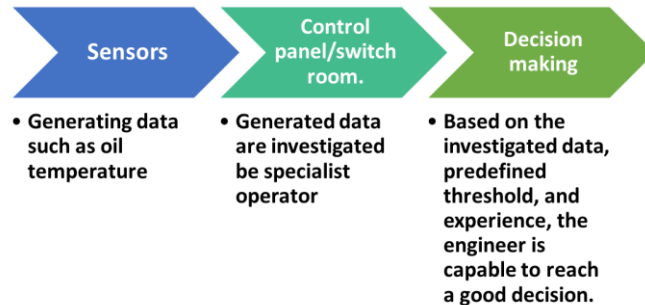 Sensors
• Generating data
such as oil
temperature
Control
panel/switch
room.
• Generated data
are investigated
be specialist
operator
Decision
making
• Based on the
investigated data,
predefined
threshold, and
experience, the
engineer is
capable to reach
a good decision.